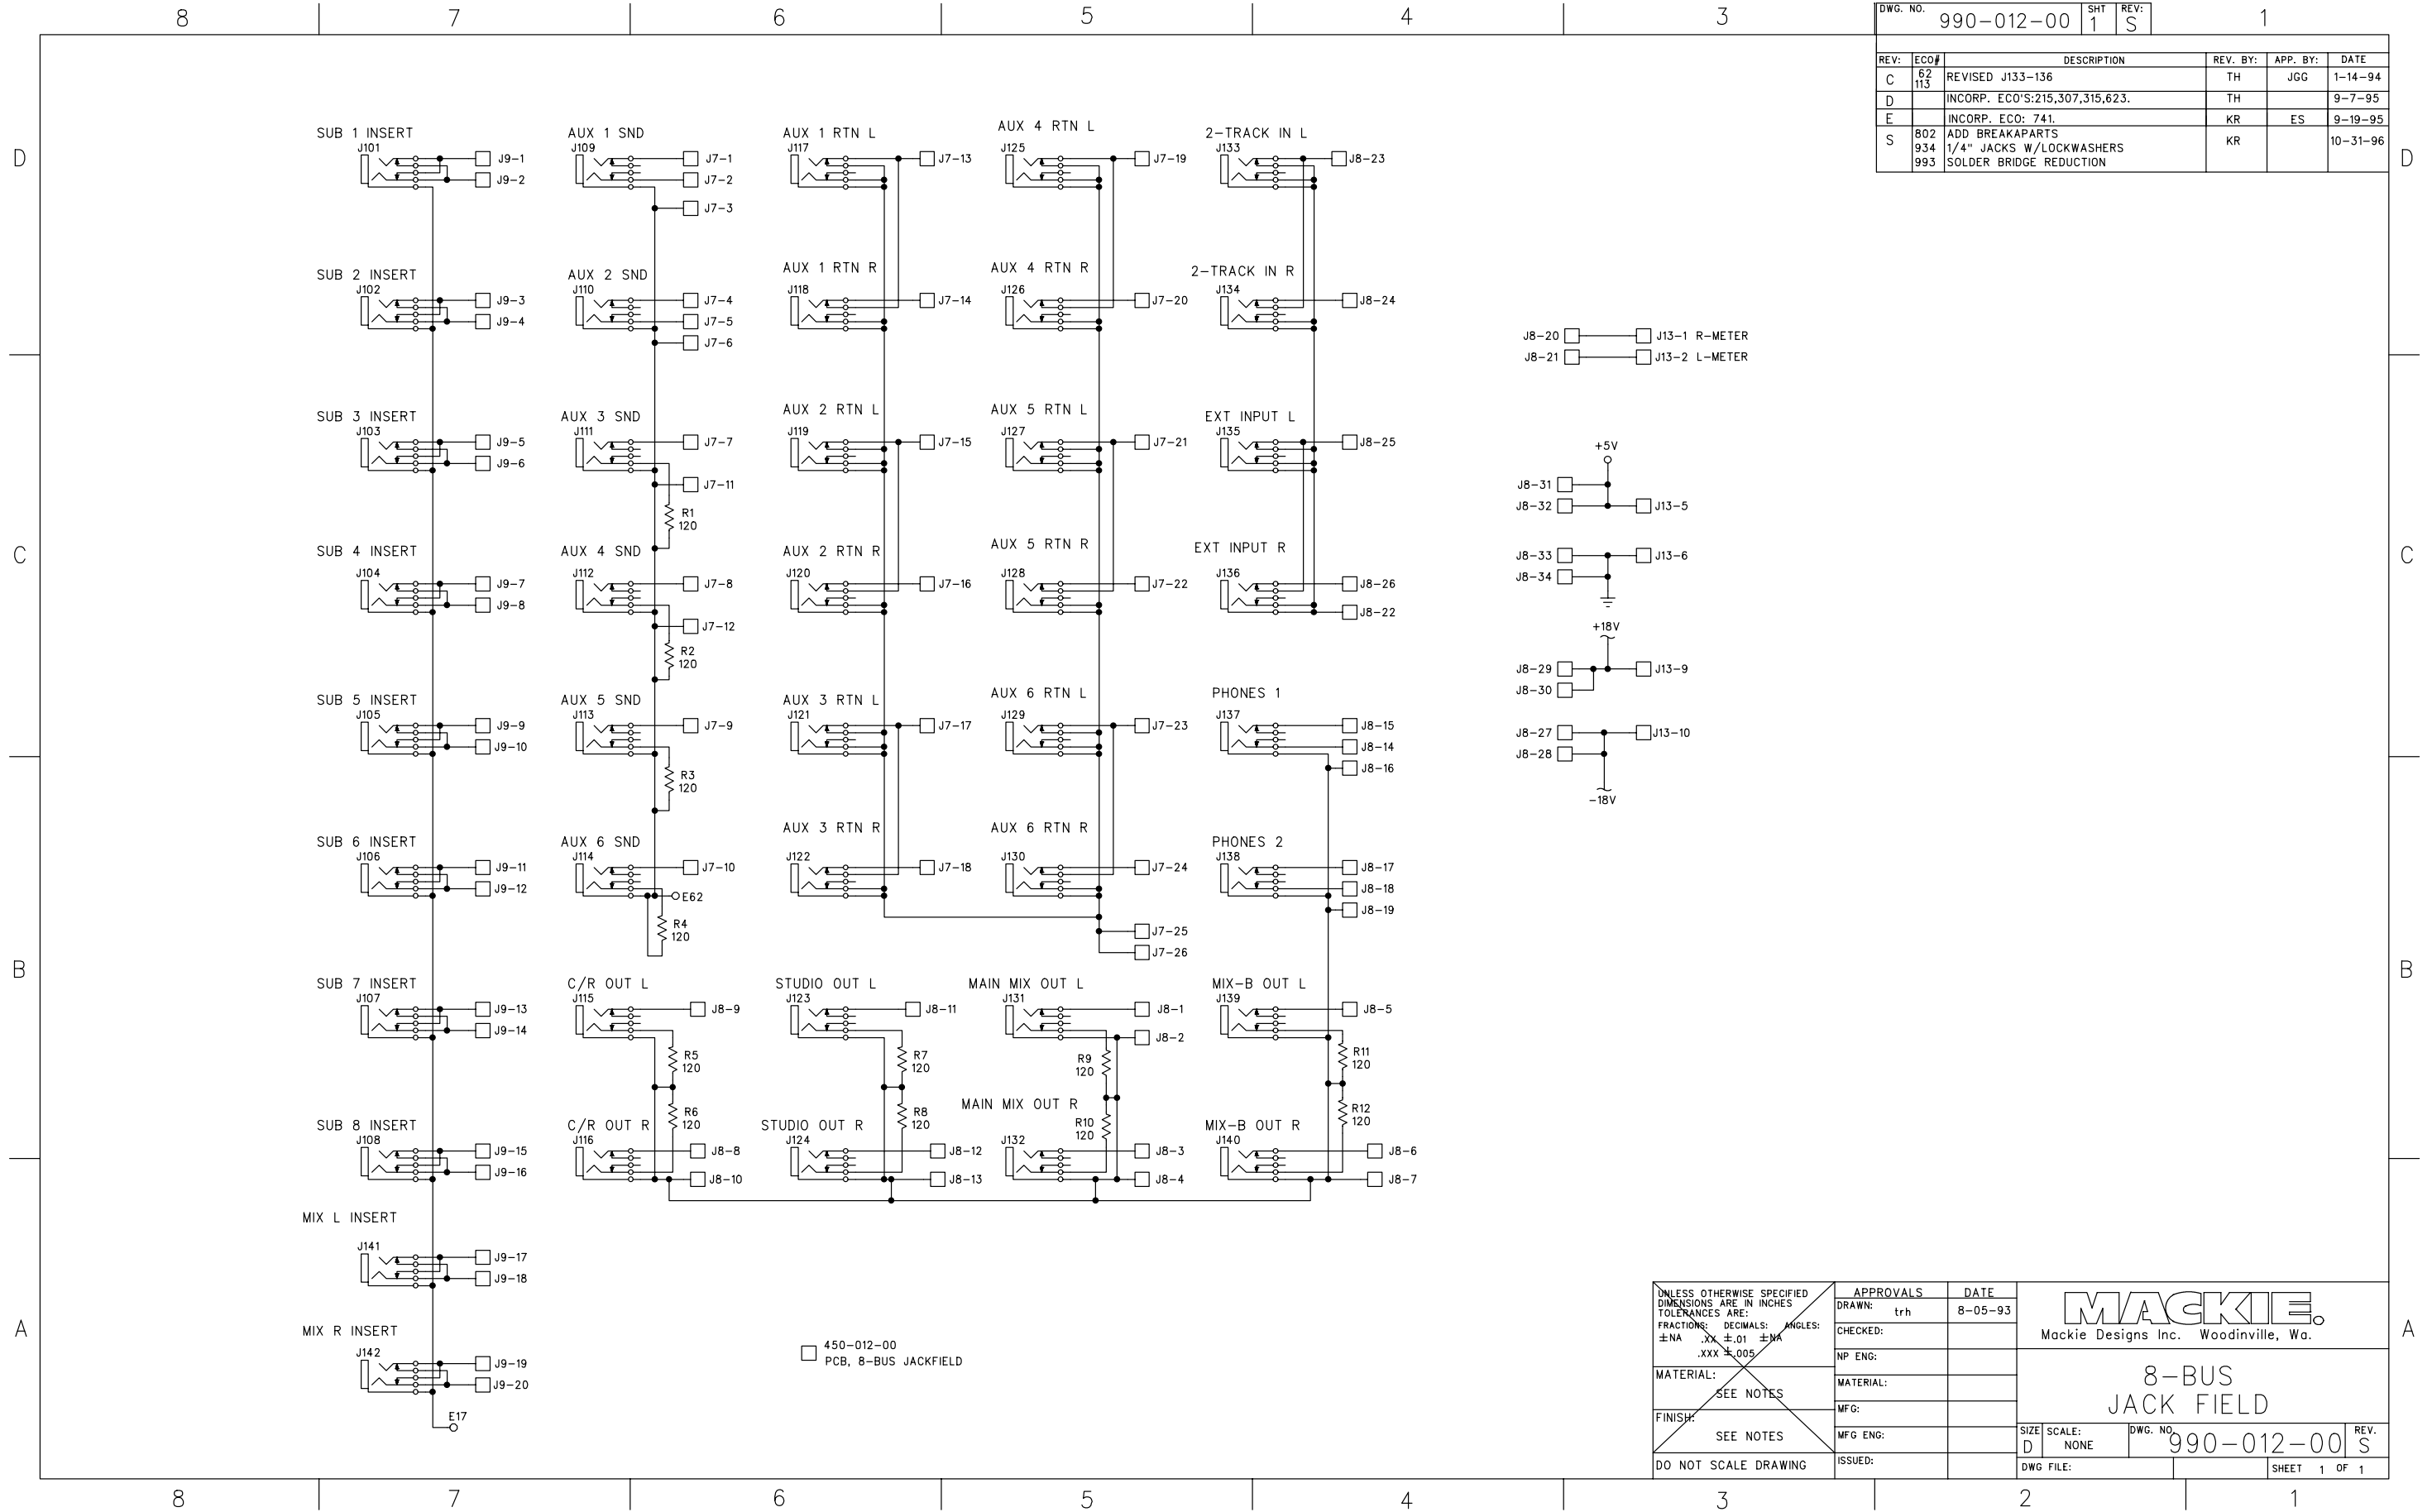 8 7 6 5 4 3 1
DWG. NO. 990-012-00 SHT 1 REV: S
REV: ECO# DESCRIPTION REV. BY: APP. BY: DATE
C 62 113 REVISED J133-136 TH JGG 1-14-94
D INCORP. ECO'S:215,307,315,623. TH 9-7-95
E INCORP. ECO: 741. KR ES 9-19-95
S 802 ADD BREAKAPARTS KR 10-31-96
934 1/4" JACKS W/LOCKWASHERS
993 SOLDER BRIDGE REDUCTION
D
C
B
A
D
C
B
A
SUB 1 INSERT
J101
J9-1
J9-2
SUB 2 INSERT
J102
J9-3
J9-4
SUB 3 INSERT
J103
J9-5
J9-6
SUB 4 INSERT
J104
J9-7
J9-8
SUB 5 INSERT
J105
J9-9
J9-10
SUB 6 INSERT
J106
J9-11
J9-12
SUB 7 INSERT
J107
J9-13
J9-14
SUB 8 INSERT
J108
J9-15
J9-16
MIX L INSERT
J141
J9-17
J9-18
MIX R INSERT
J142
J9-19
J9-20
E17
AUX 1 SND
J109
J7-1
J7-2
J7-3
AUX 2 SND
J110
J7-4
J7-5
J7-6
AUX 3 SND
J111
J7-7
J7-11
R1
120
AUX 4 SND
J112
J7-8
J7-12
R2
120
AUX 5 SND
J113
J7-9
R3
120
AUX 6 SND
J114
J7-10
E62
R4
120
C/R OUT L
J115
J8-9
R5
120
R6
120
C/R OUT R
J116
J8-8
J8-10
AUX 1 RTN L
J117
J7-13
AUX 1 RTN R
J118
J7-14
AUX 2 RTN L
J119
J7-15
AUX 2 RTN R
J120
J7-16
AUX 3 RTN L
J121
J7-17
AUX 3 RTN R
J122
J7-18
STUDIO OUT L
J123
J8-11
R7
120
R8
120
STUDIO OUT R
J124
J8-12
J8-13
AUX 4 RTN L
J125
J7-19
AUX 4 RTN R
J126
J7-20
AUX 5 RTN L
J127
J7-21
AUX 5 RTN R
J128
J7-22
AUX 6 RTN L
J129
J7-23
AUX 6 RTN R
J130
J7-24
J7-25
J7-26
MAIN MIX OUT L
J131
J8-1
J8-2
R9
120
MAIN MIX OUT R
R10
120
J132
J8-3
J8-4
2-TRACK IN L
J133
J8-23
2-TRACK IN R
J134
J8-24
EXT INPUT L
J135
J8-25
EXT INPUT R
J136
J8-26
J8-22
PHONES 1
J137
J8-15
J8-14
J8-16
PHONES 2
J138
J8-17
J8-18
J8-19
MIX-B OUT L
J139
J8-5
R11
120
R12
120
MIX-B OUT R
J140
J8-6
J8-7
J8-20 J13-1 R-METER
J8-21 J13-2 L-METER
+5V
J8-31
J8-32 J13-5
J8-33 J13-6
J8-34
+18V
J8-29 J13-9
J8-30
J8-27 J13-10
J8-28
-18V
450-012-00
PCB, 8-BUS JACKFIELD
UNLESS OTHERWISE SPECIFIED
DIMENSIONS ARE IN INCHES
TOLERANCES ARE:
FRACTIONS: DECIMALS: ANGLES:
±NA .XX ±.01 ±NA
.XXX ±.005
MATERIAL:
SEE NOTES
FINISH:
SEE NOTES
DO NOT SCALE DRAWING
APPROVALS DATE
DRAWN: trh 8-05-93
CHECKED:
NP ENG:
MATERIAL:
MFG:
MFG ENG:
ISSUED:
MACKIE.
Mackie Designs Inc. Woodinville, Wa.
8-BUS
JACK FIELD
SIZE D SCALE: NONE DWG. NO. 990-012-00 REV. S
DWG FILE: SHEET 1 OF 1
8 7 6 5 4 3 2 1